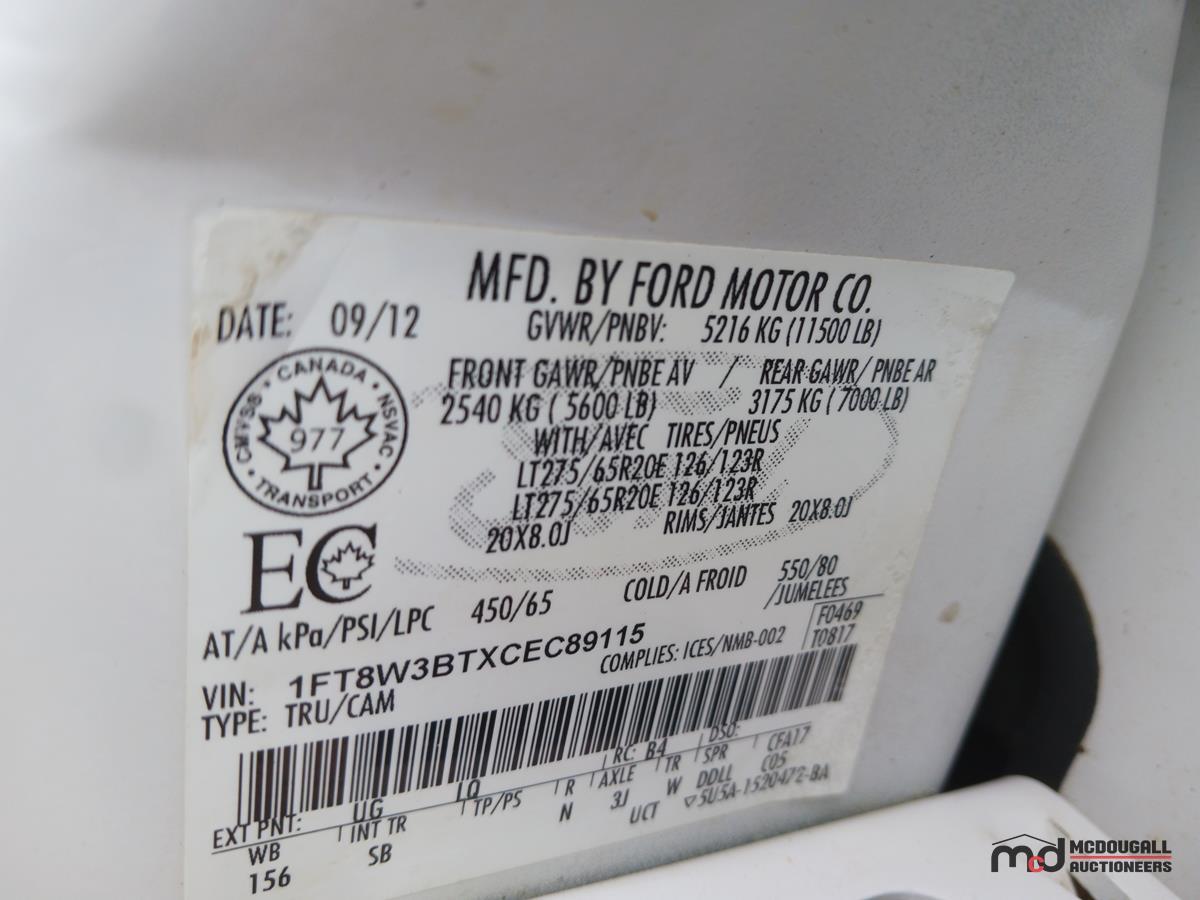 MFD. BY FORD MOTOR CO.
DATE: 09/12
GVWR/PNBV: 5216 KG (11500 LB)
FRONT GAWR/PNBE AV / REAR GAWR/ PNBE AR
2540 KG ( 5600 LB) 3175 KG ( 7000 LB)
WITH/AVEC TIRES/PNEUS
LT275/65R20E 126/123R
LT275/65R20E 126/123R
20X8.0J RIMS/JANTES 20X8.0J
CMVSS • CANADA • NSVAC • TRANSPORT •
977
EC
AT/A kPa/PSI/LPC 450/65 COLD/A FROID 550/80
/JUMELEES
VIN: 1FT8W3BTXCEC89115
COMPLIES: ICES/NMB-002
F0469
T0817
TYPE: TRU/CAM
EXT PNT: UG LQ RC: B4 DSO:
WB INT TR TP/PS R AXLE TR SPR CFA17
156 SB N 3J W DDLL C05
UCT ▽5U5A-1520472-BA
mcd MCDOUGALL
AUCTIONEERS